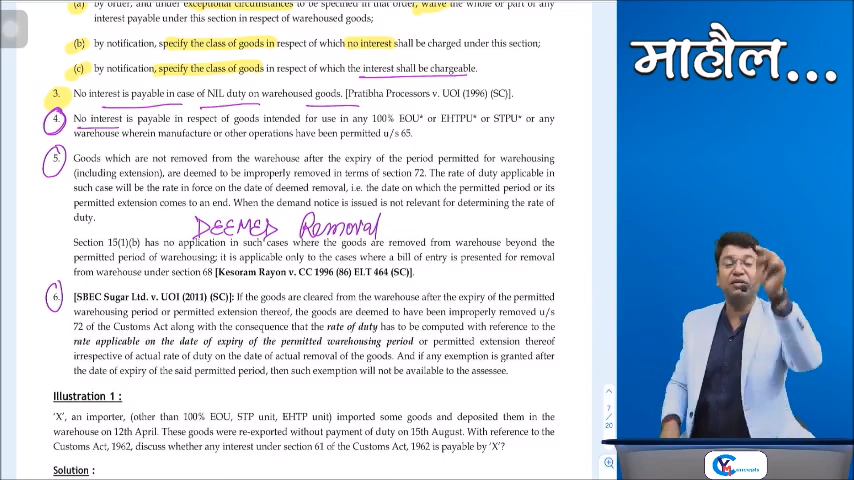 (a) by order, and under exceptional circumstances to be specified in that order, waive the whole or part of any
interest payable under this section in respect of warehoused goods;
(b) by notification, specify the class of goods in respect of which no interest shall be charged under this section;
(c) by notification, specify the class of goods in respect of which the interest shall be chargeable.
3. No interest is payable in case of NIL duty on warehoused goods. [Pratibha Processors v. UOI (1996) (SC)].
4. No interest is payable in respect of goods intended for use in any 100% EOU* or EHTPU* or STPU* or any
warehouse wherein manufacture or other operations have been permitted u/s 65.
5. Goods which are not removed from the warehouse after the expiry of the period permitted for warehousing
(including extension), are deemed to be improperly removed in terms of section 72. The rate of duty applicable in
such case will be the rate in force on the date of deemed removal, i.e. the date on which the permitted period or its
permitted extension comes to an end. When the demand notice is issued is not relevant for determining the rate of
duty.
DEEMED Removal
Section 15(1)(b) has no application in such cases where the goods are removed from warehouse beyond the
permitted period of warehousing; it is applicable only to the cases where a bill of entry is presented for removal
from warehouse under section 68 [Kesoram Rayon v. CC 1996 (86) ELT 464 (SC)].
6. [SBEC Sugar Ltd. v. UOI (2011) (SC)]: If the goods are cleared from the warehouse after the expiry of the permitted
warehousing period or permitted extension thereof, the goods are deemed to have been improperly removed u/s
72 of the Customs Act along with the consequence that the rate of duty has to be computed with reference to the
rate applicable on the date of expiry of the permitted warehousing period or permitted extension thereof
irrespective of actual rate of duty on the date of actual removal of the goods. And if any exemption is granted after
the date of expiry of the said permitted period, then such exemption will not be available to the assessee.
Illustration 1 :
'X', an importer, (other than 100% EOU, STP unit, EHTP unit) imported some goods and deposited them in the
warehouse on 12th April. These goods were re-exported without payment of duty on 15th August. With reference to the
Customs Act, 1962, discuss whether any interest under section 61 of the Customs Act, 1962 is payable by 'X'?
Solution :
माहौल...
7
20